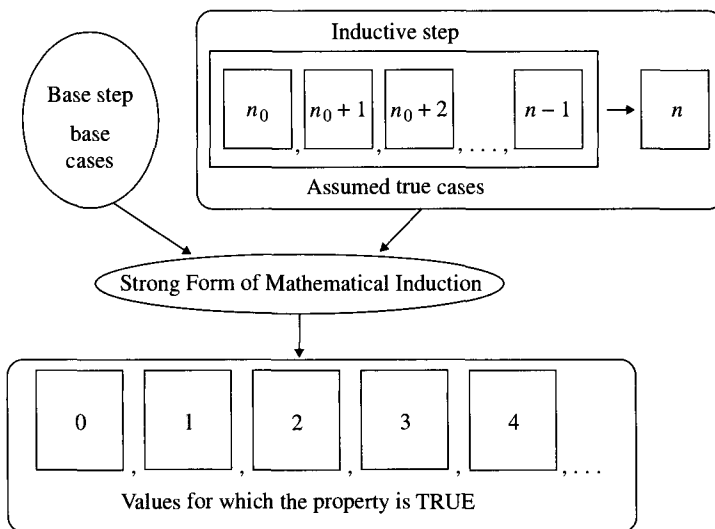 Inductive step
Base step
base
cases
n₀ , n₀ + 1 , n₀ + 2 , . . . , n − 1 → n
Assumed true cases
Strong Form of Mathematical Induction
0 , 1 , 2 , 3 , 4 , . . .
Values for which the property is TRUE